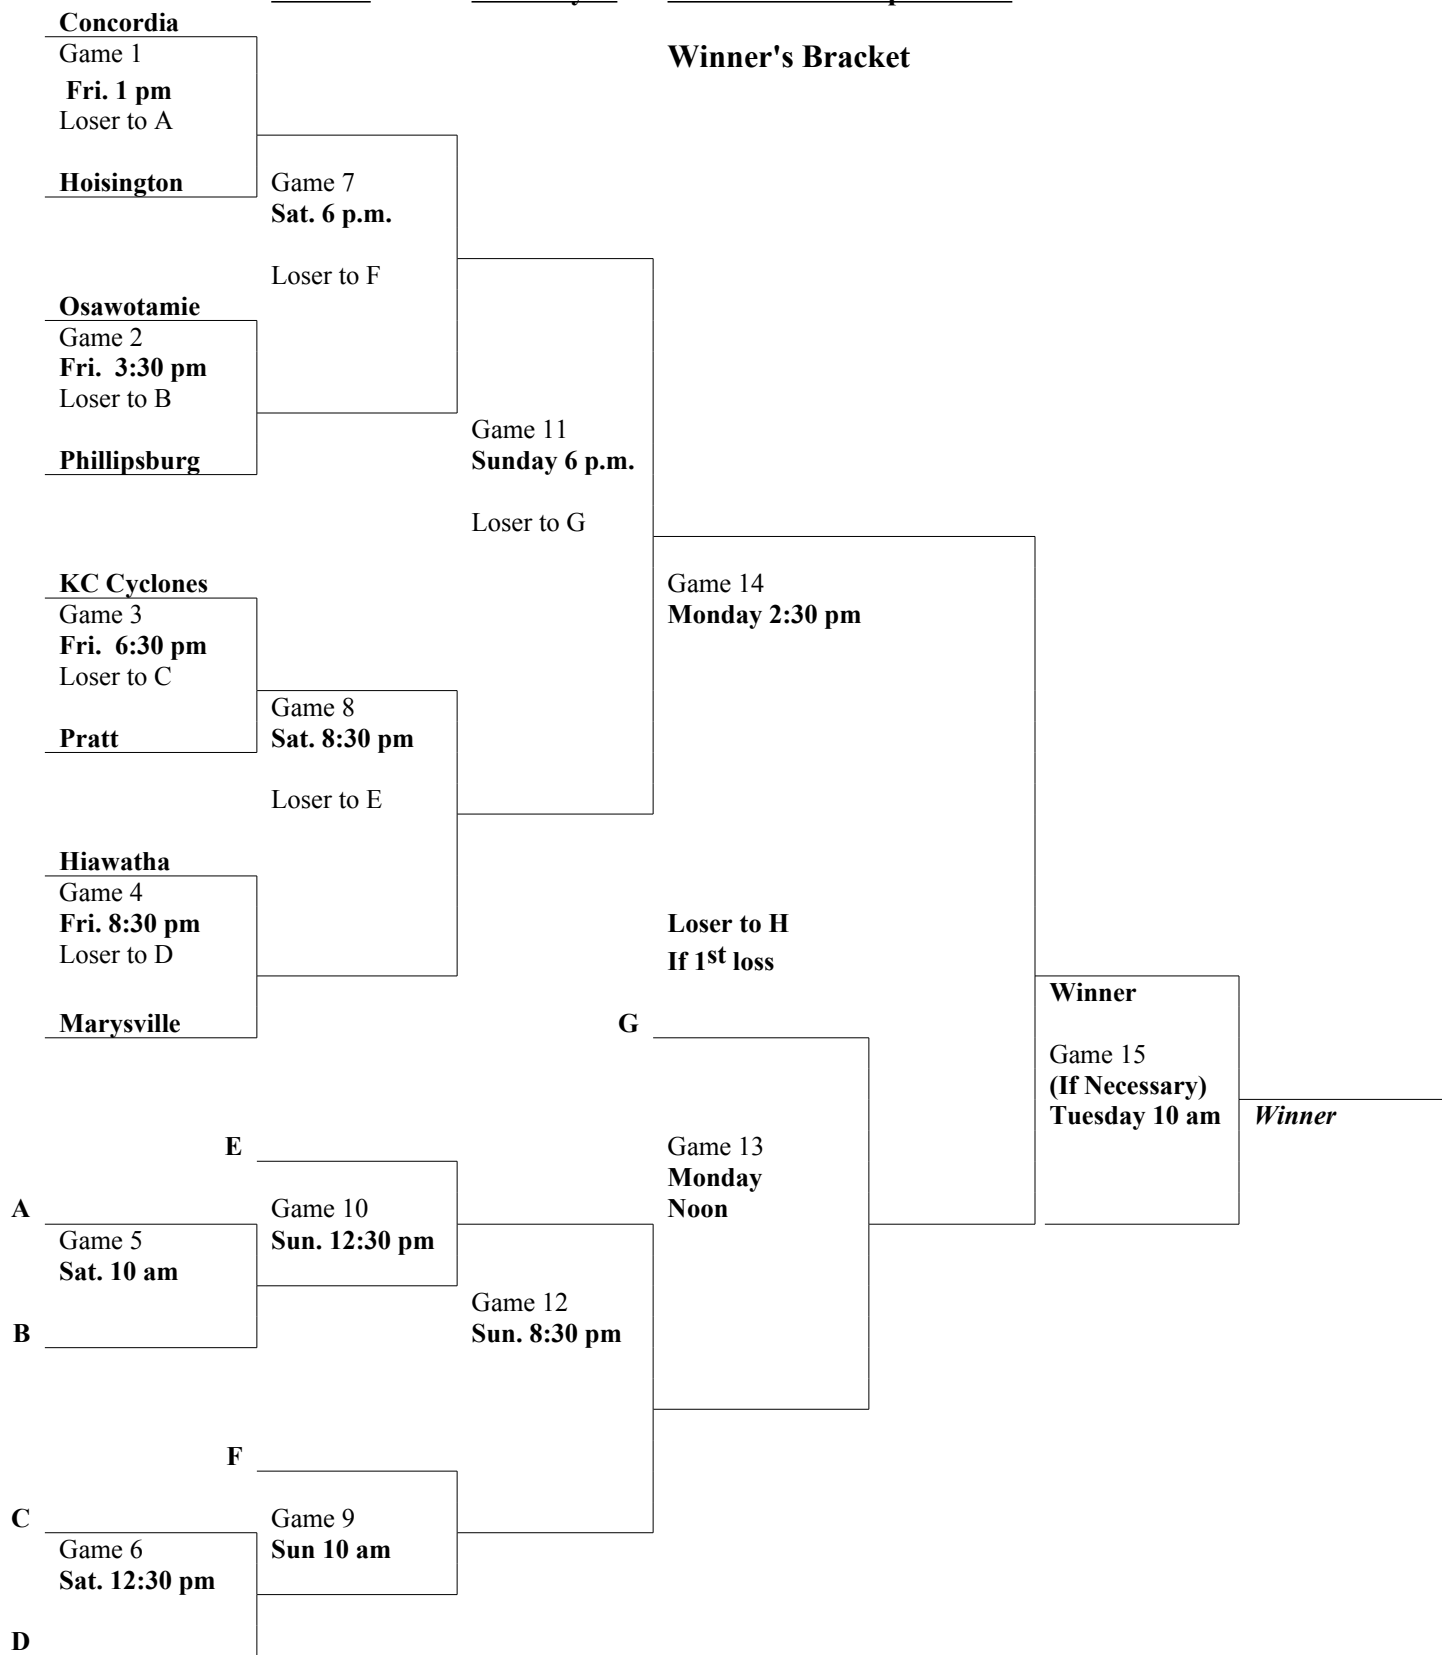 Concordia
Game 1
Winner's Bracket
Fri. 1 pm
Loser to A
Hoisington
Game 7
Sat. 6 p.m.
Loser to F
Osawotamie
Game 2
Fri. 3:30 pm
Loser to B
Game 11
Phillipsburg
Sunday 6 p.m.
Loser to G
KC Cyclones
Game 14
Game 3
Monday 2:30 pm
Fri. 6:30 pm
Loser to C
Game 8
Pratt
Sat. 8:30 pm
Loser to E
Hiawatha
Game 4
Fri. 8:30 pm
Loser to H
Loser to D
If 1st loss
Winner
Marysville
G
Game 15
(If Necessary)
Tuesday 10 am
Winner
E
Game 13
Monday
A
Game 10
Noon
Game 5
Sun. 12:30 pm
Sat. 10 am
Game 12
B
Sun. 8:30 pm
F
C
Game 9
Game 6
Sun 10 am
Sat. 12:30 pm
D